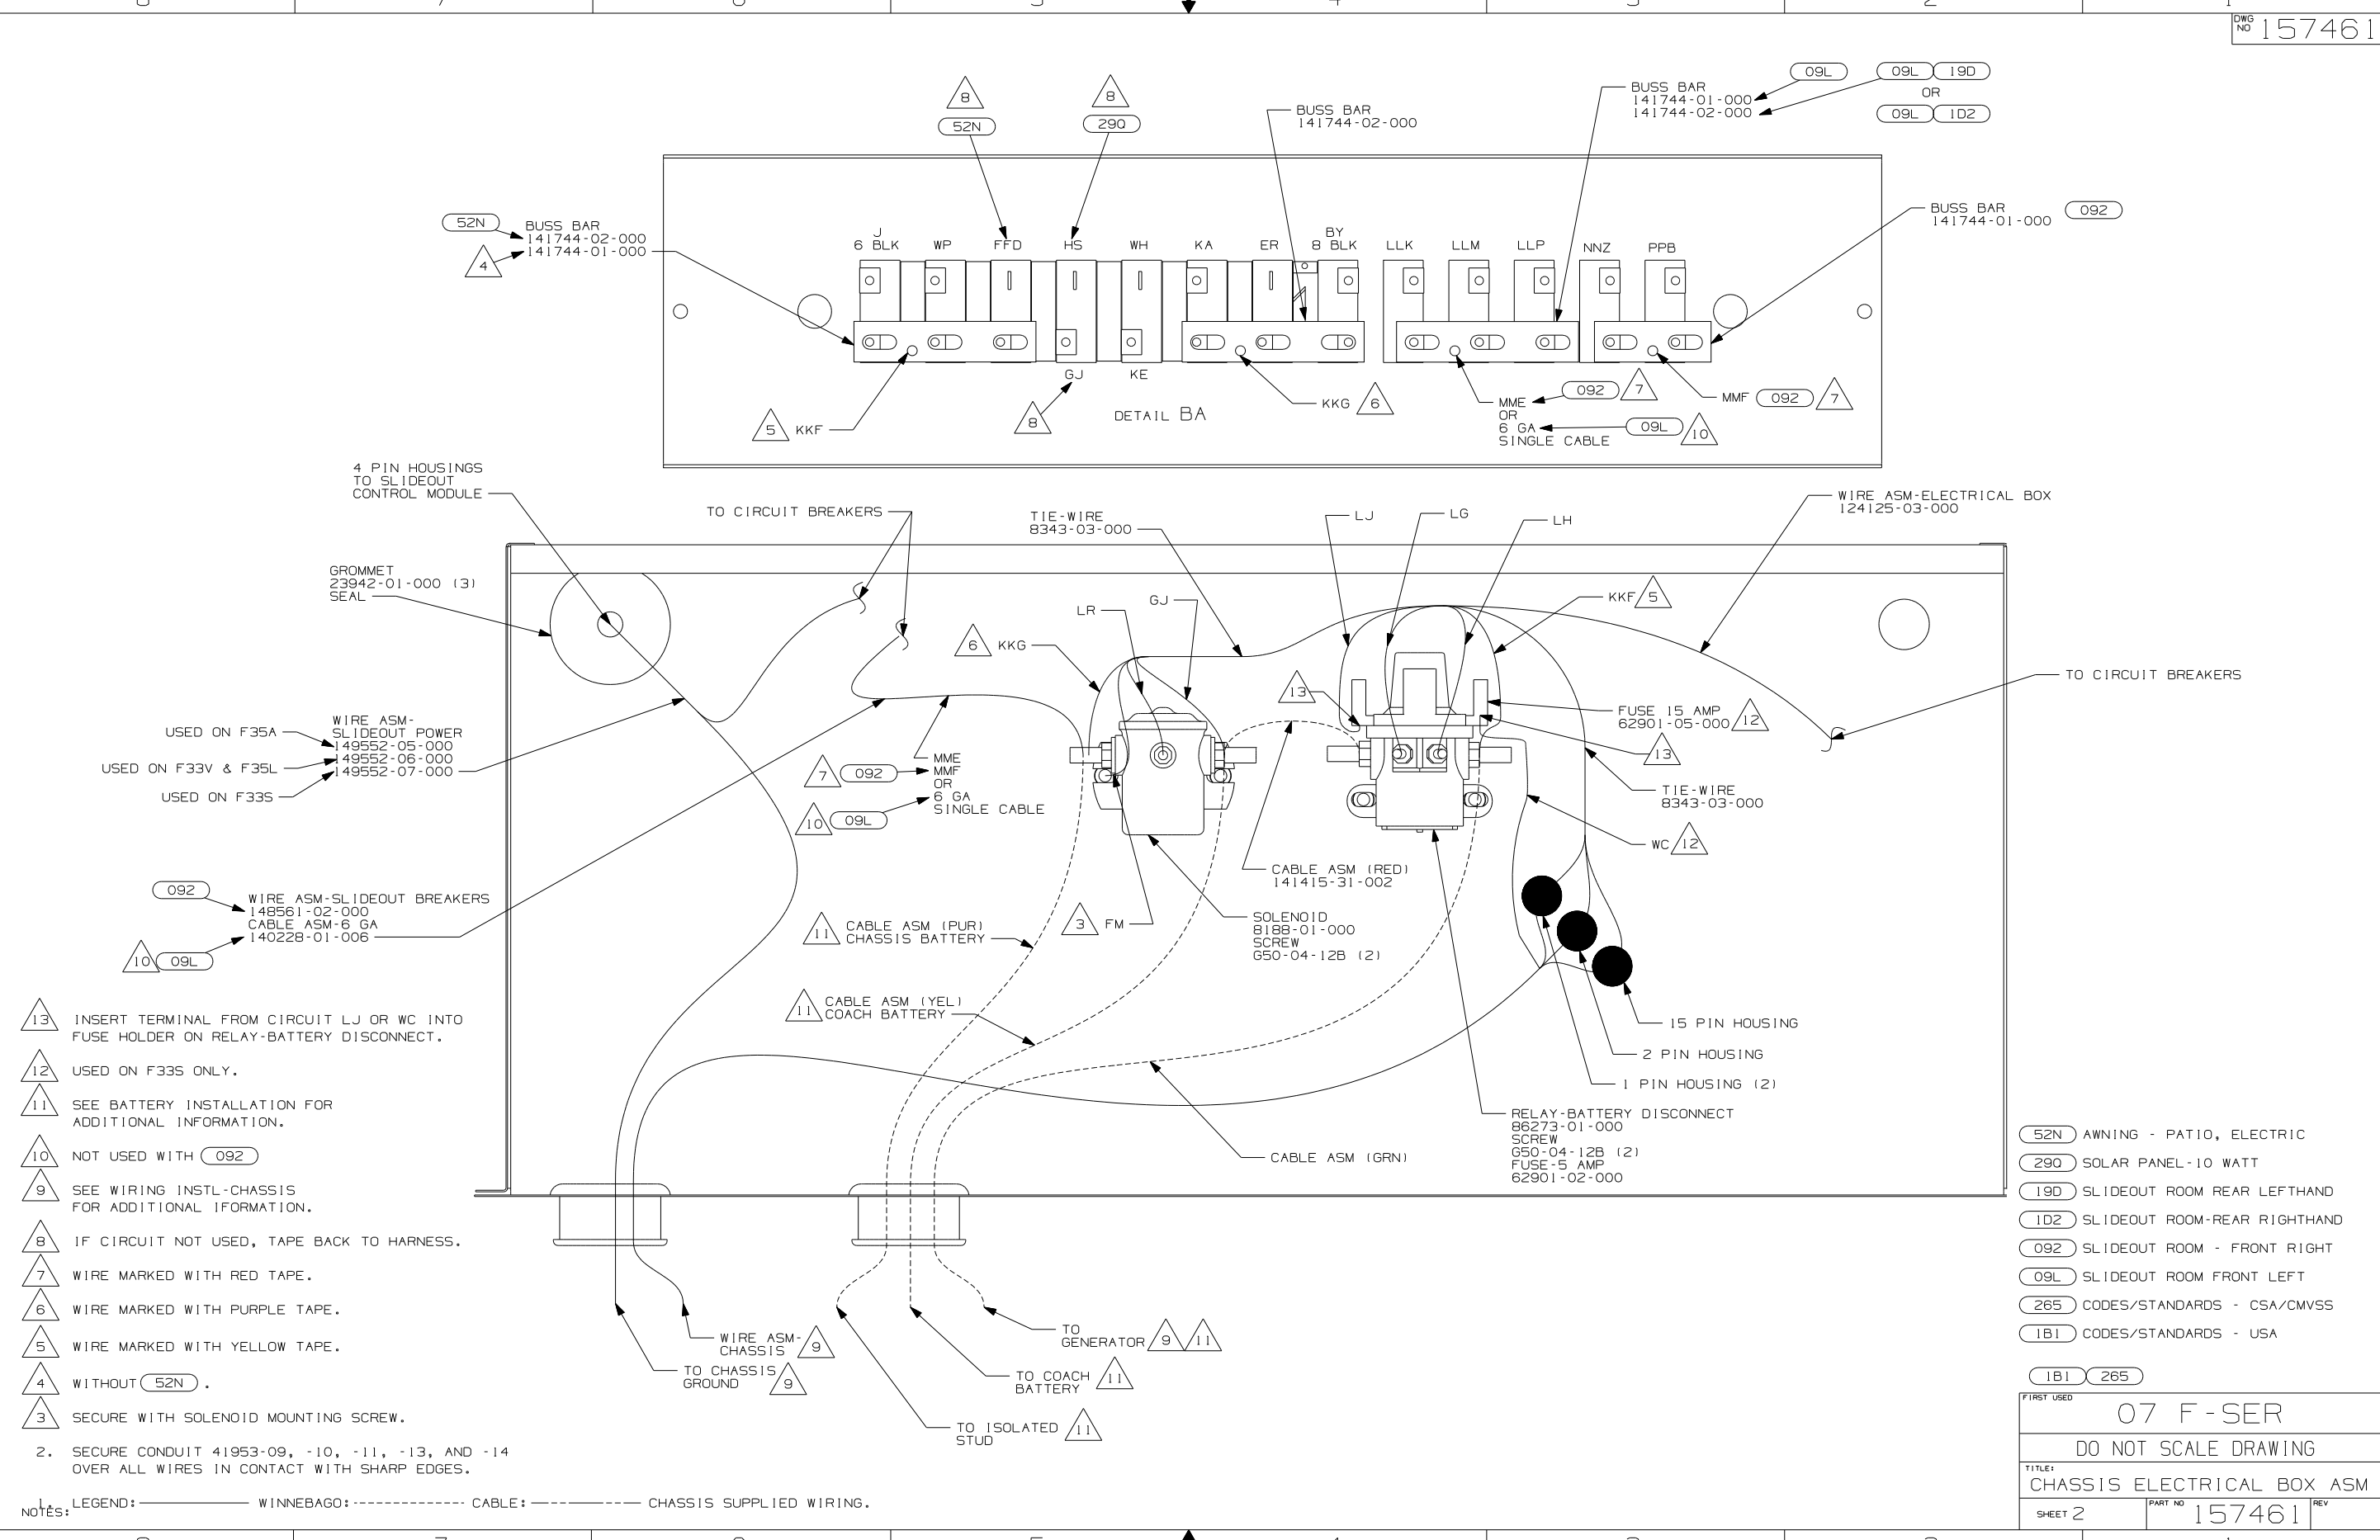 8 7 6 5 4 3 2 1
DWG NO 157461
8
52N
8
29Q
BUSS BAR
141744-02-000
BUSS BAR
141744-01-000
141744-02-000
09L
09L 19D
OR
09L 1D2
52N
BUSS BAR
141744-02-000
141744-01-000
4
BUSS BAR
141744-01-000
092
J
6 BLK
WP
FFD
HS
WH
KA
ER
BY
8 BLK
LLK
LLM
LLP
NNZ
PPB
GJ
KE
8
5 KKF
DETAIL BA
KKG 6
MME 092 7
OR
6 GA 09L 10
SINGLE CABLE
MMF 092 7
4 PIN HOUSINGS
TO SLIDEOUT
CONTROL MODULE
TO CIRCUIT BREAKERS
TIE-WIRE
8343-03-000
LJ
LG
LH
WIRE ASM-ELECTRICAL BOX
124125-03-000
GROMMET
23942-01-000 (3)
SEAL
LR
GJ
6 KKG
KKF 5
13
TO CIRCUIT BREAKERS
FUSE 15 AMP
62901-05-000 12
13
USED ON F35A
USED ON F33V & F35L
USED ON F33S
WIRE ASM-
SLIDEOUT POWER
149552-05-000
149552-06-000
149552-07-000
7 092
10 09L
MME
MMF
OR
6 GA
SINGLE CABLE
TIE-WIRE
8343-03-000
WC 12
CABLE ASM (RED)
141415-31-002
092
WIRE ASM-SLIDEOUT BREAKERS
148561-02-000
CABLE ASM-6 GA
140228-01-006
10 09L
11
CABLE ASM (PUR)
CHASSIS BATTERY
3 FM
SOLENOID
8188-01-000
SCREW
G50-04-12B (2)
11
CABLE ASM (YEL)
COACH BATTERY
15 PIN HOUSING
2 PIN HOUSING
1 PIN HOUSING (2)
RELAY-BATTERY DISCONNECT
86273-01-000
SCREW
G50-04-12B (2)
FUSE-5 AMP
62901-02-000
CABLE ASM (GRN)
WIRE ASM-
CHASSIS 9
TO CHASSIS
GROUND 9
TO
GENERATOR 9 11
TO COACH
BATTERY 11
TO ISOLATED
STUD 11
13 INSERT TERMINAL FROM CIRCUIT LJ OR WC INTO
FUSE HOLDER ON RELAY-BATTERY DISCONNECT.
12 USED ON F33S ONLY.
11 SEE BATTERY INSTALLATION FOR
ADDITIONAL INFORMATION.
10 NOT USED WITH 092
9 SEE WIRING INSTL-CHASSIS
FOR ADDITIONAL IFORMATION.
8 IF CIRCUIT NOT USED, TAPE BACK TO HARNESS.
7 WIRE MARKED WITH RED TAPE.
6 WIRE MARKED WITH PURPLE TAPE.
5 WIRE MARKED WITH YELLOW TAPE.
4 WITHOUT 52N .
3 SECURE WITH SOLENOID MOUNTING SCREW.
2. SECURE CONDUIT 41953-09, -10, -11, -13, AND -14
OVER ALL WIRES IN CONTACT WITH SHARP EDGES.
1. LEGEND: WINNEBAGO: CABLE: CHASSIS SUPPLIED WIRING.
NOTES:
52N AWNING - PATIO, ELECTRIC
29Q SOLAR PANEL-10 WATT
19D SLIDEOUT ROOM REAR LEFTHAND
1D2 SLIDEOUT ROOM-REAR RIGHTHAND
092 SLIDEOUT ROOM - FRONT RIGHT
09L SLIDEOUT ROOM FRONT LEFT
265 CODES/STANDARDS - CSA/CMVSS
1B1 CODES/STANDARDS - USA
1B1 265
FIRST USED
07 F-SER
DO NOT SCALE DRAWING
TITLE:
CHASSIS ELECTRICAL BOX ASM
SHEET 2
PART NO 157461
REV